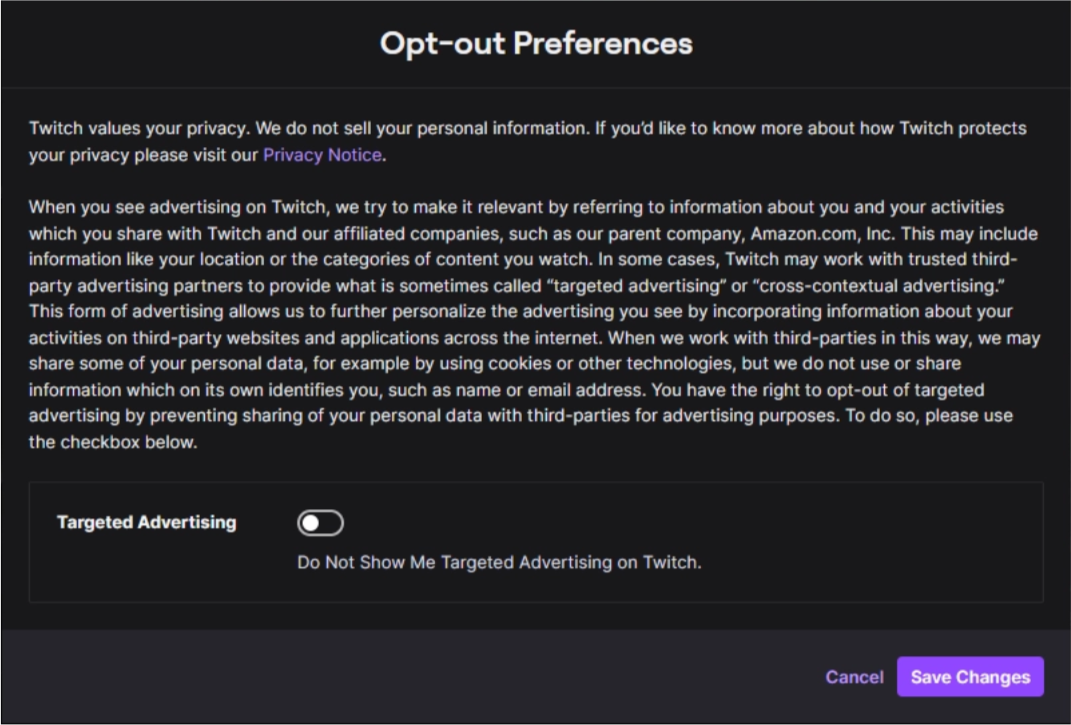 Opt-out Preferences
Twitch values your privacy. We do not sell your personal information. If you’d like to know more about how Twitch protects
your privacy please visit our Privacy Notice.
When you see advertising on Twitch, we try to make it relevant by referring to information about you and your activities
which you share with Twitch and our affiliated companies, such as our parent company, Amazon.com, Inc. This may include
information like your location or the categories of content you watch. In some cases, Twitch may work with trusted third-
party advertising partners to provide what is sometimes called “targeted advertising” or “cross-contextual advertising.”
This form of advertising allows us to further personalize the advertising you see by incorporating information about your
activities on third-party websites and applications across the internet. When we work with third-parties in this way, we may
share some of your personal data, for example by using cookies or other technologies, but we do not use or share
information which on its own identifies you, such as name or email address. You have the right to opt-out of targeted
advertising by preventing sharing of your personal data with third-parties for advertising purposes. To do so, please use
the checkbox below.
Targeted Advertising
Do Not Show Me Targeted Advertising on Twitch.
Cancel
Save Changes